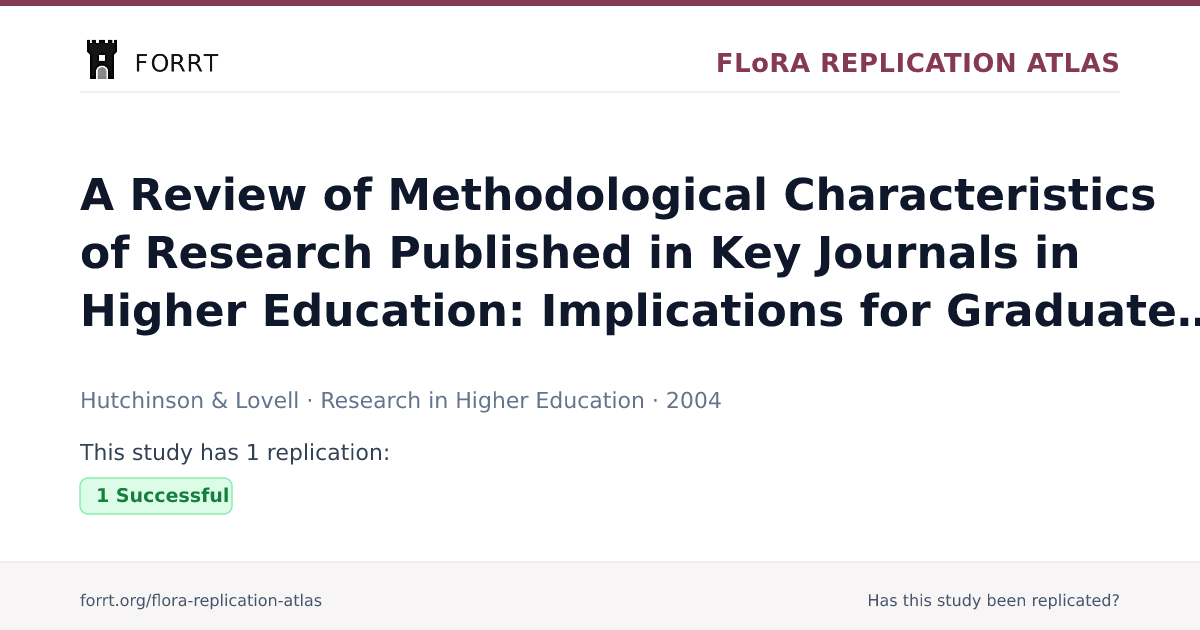 FORRT
FLoRA REPLICATION ATLAS
A Review of Methodological Characteristics
of Research Published in Key Journals in
Higher Education: Implications for Graduate…
Hutchinson & Lovell · Research in Higher Education · 2004
This study has 1 replication:
1 Successful
forrt.org/flora-replication-atlas
Has this study been replicated?